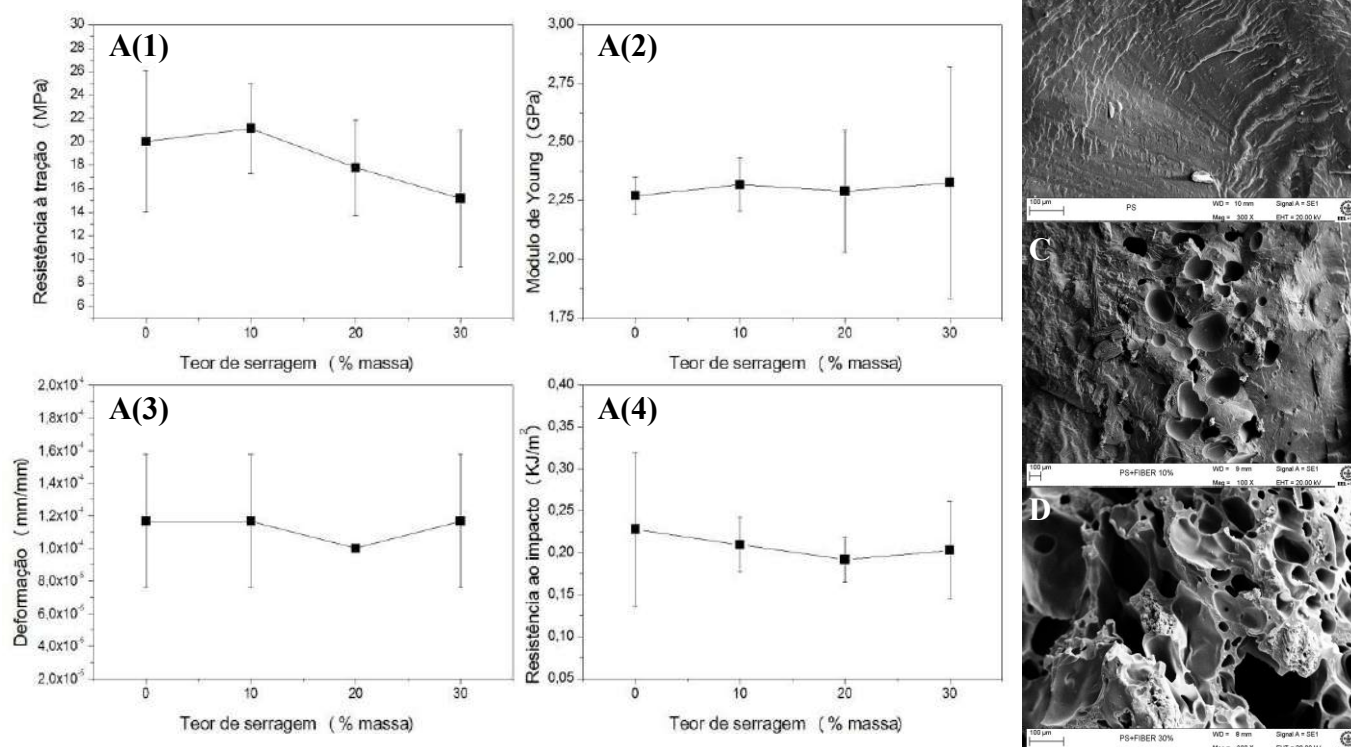 A(1)
Resistência à tração (MPa)
30
28
26
24
22
20
18
16
14
12
10
8
6
0 10 20 30
Teor de serragem (% massa)
A(2)
Módulo de Young (GPa)
3,00
2,75
2,50
2,25
2,00
1,75
0 10 20 30
Teor de serragem (% massa)
A(3)
Deformação (mm/mm)
2,0x10⁻⁴
1,8x10⁻⁴
1,6x10⁻⁴
1,4x10⁻⁴
1,2x10⁻⁴
1,0x10⁻⁴
8,0x10⁻⁵
6,0x10⁻⁵
4,0x10⁻⁵
2,0x10⁻⁵
0 10 20 30
Teor de serragem (% massa)
A(4)
Resistência ao impacto (KJ/m²)
0,40
0,35
0,30
0,25
0,20
0,15
0,10
0,05
0 10 20 30
Teor de serragem (% massa)
100 µm
PS
WD = 10 mm Signal A = SE1
Mag = 300 X EHT = 20.00 kV
C
100 µm
PS+FIBER 10%
WD = 9 mm Signal A = SE1
Mag = 100 X EHT = 20.00 kV
D
100 µm
PS+FIBER 30%
WD = 8 mm Signal A = SE1